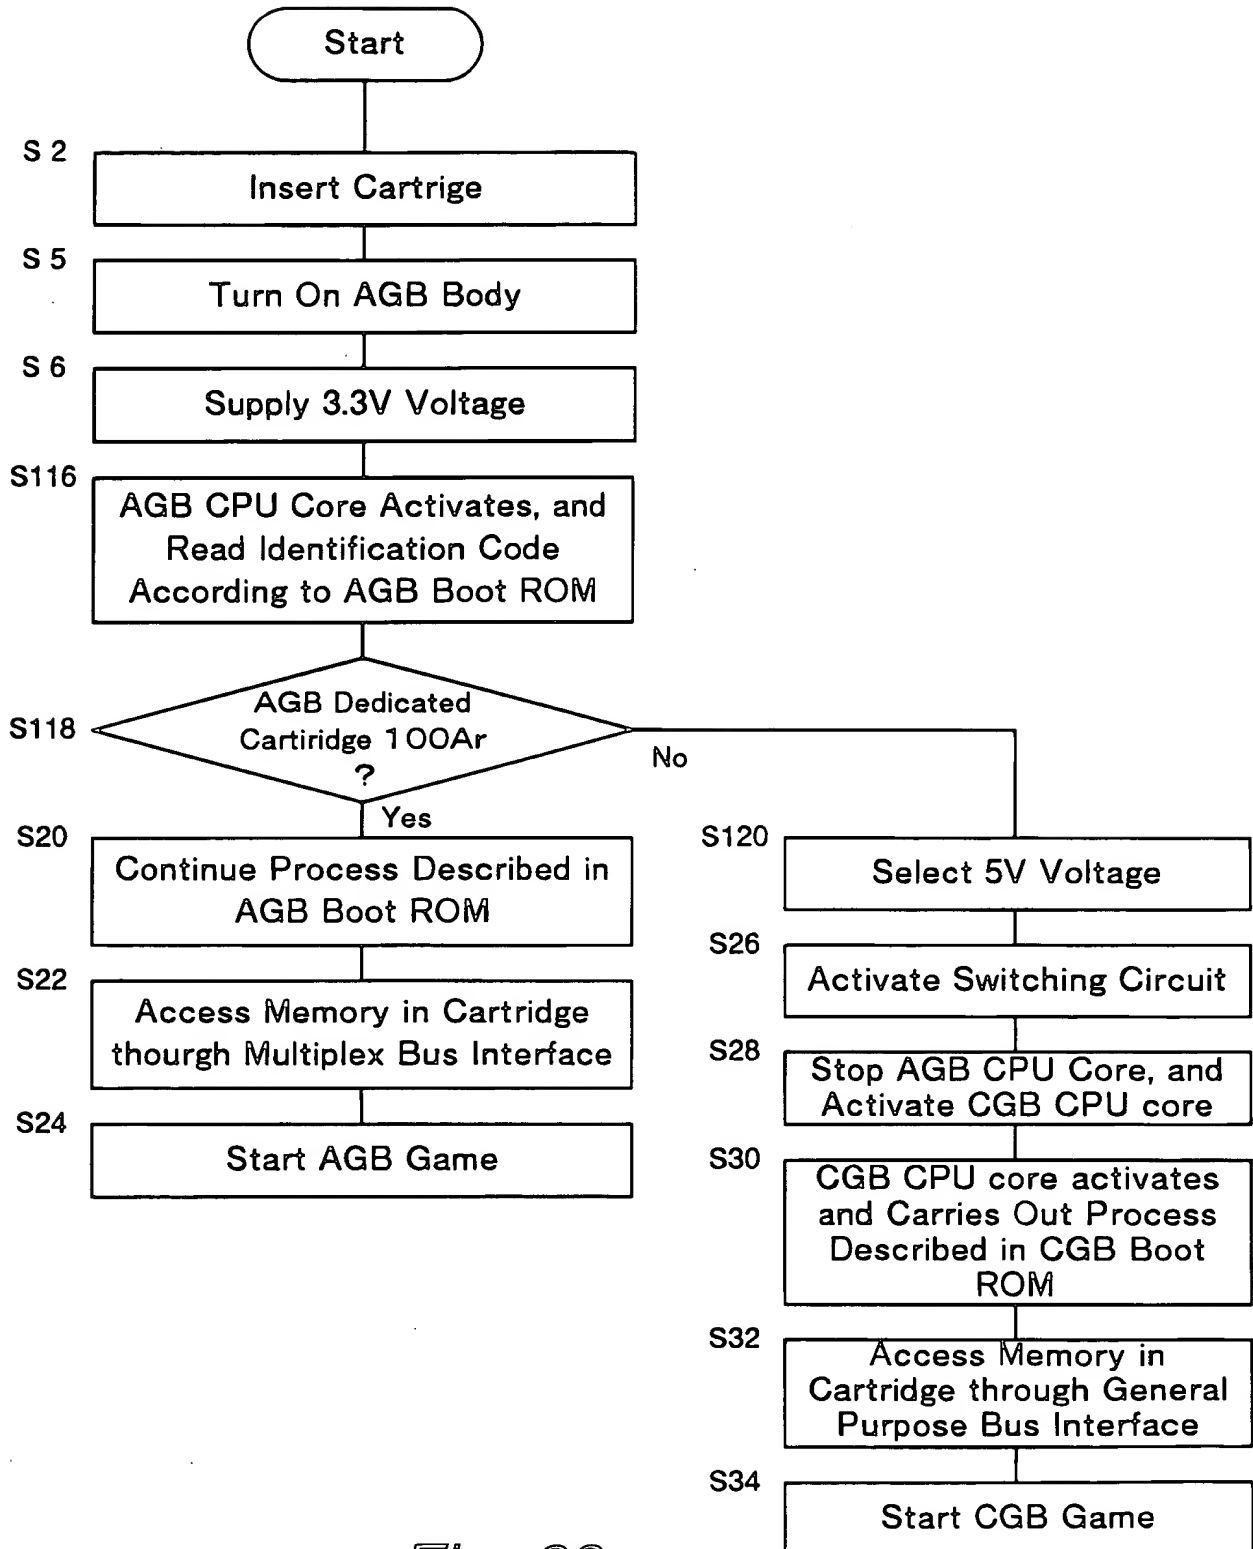 Start
S 2
Insert Cartrige
S 5
Turn On AGB Body
S 6
Supply 3.3V Voltage
S116
AGB CPU Core Activates, and
Read Identification Code
According to AGB Boot ROM
S118
AGB Dedicated
Cartiridge 100Ar
?
No
Yes
S20
Continue Process Described in
AGB Boot ROM
S22
Access Memory in Cartridge
thourgh Multiplex Bus Interface
S24
Start AGB Game
S120
Select 5V Voltage
S26
Activate Switching Circuit
S28
Stop AGB CPU Core, and
Activate CGB CPU core
S30
CGB CPU core activates
and Carries Out Process
Described in CGB Boot
ROM
S32
Access Memory in
Cartridge through General
Purpose Bus Interface
S34
Start CGB Game